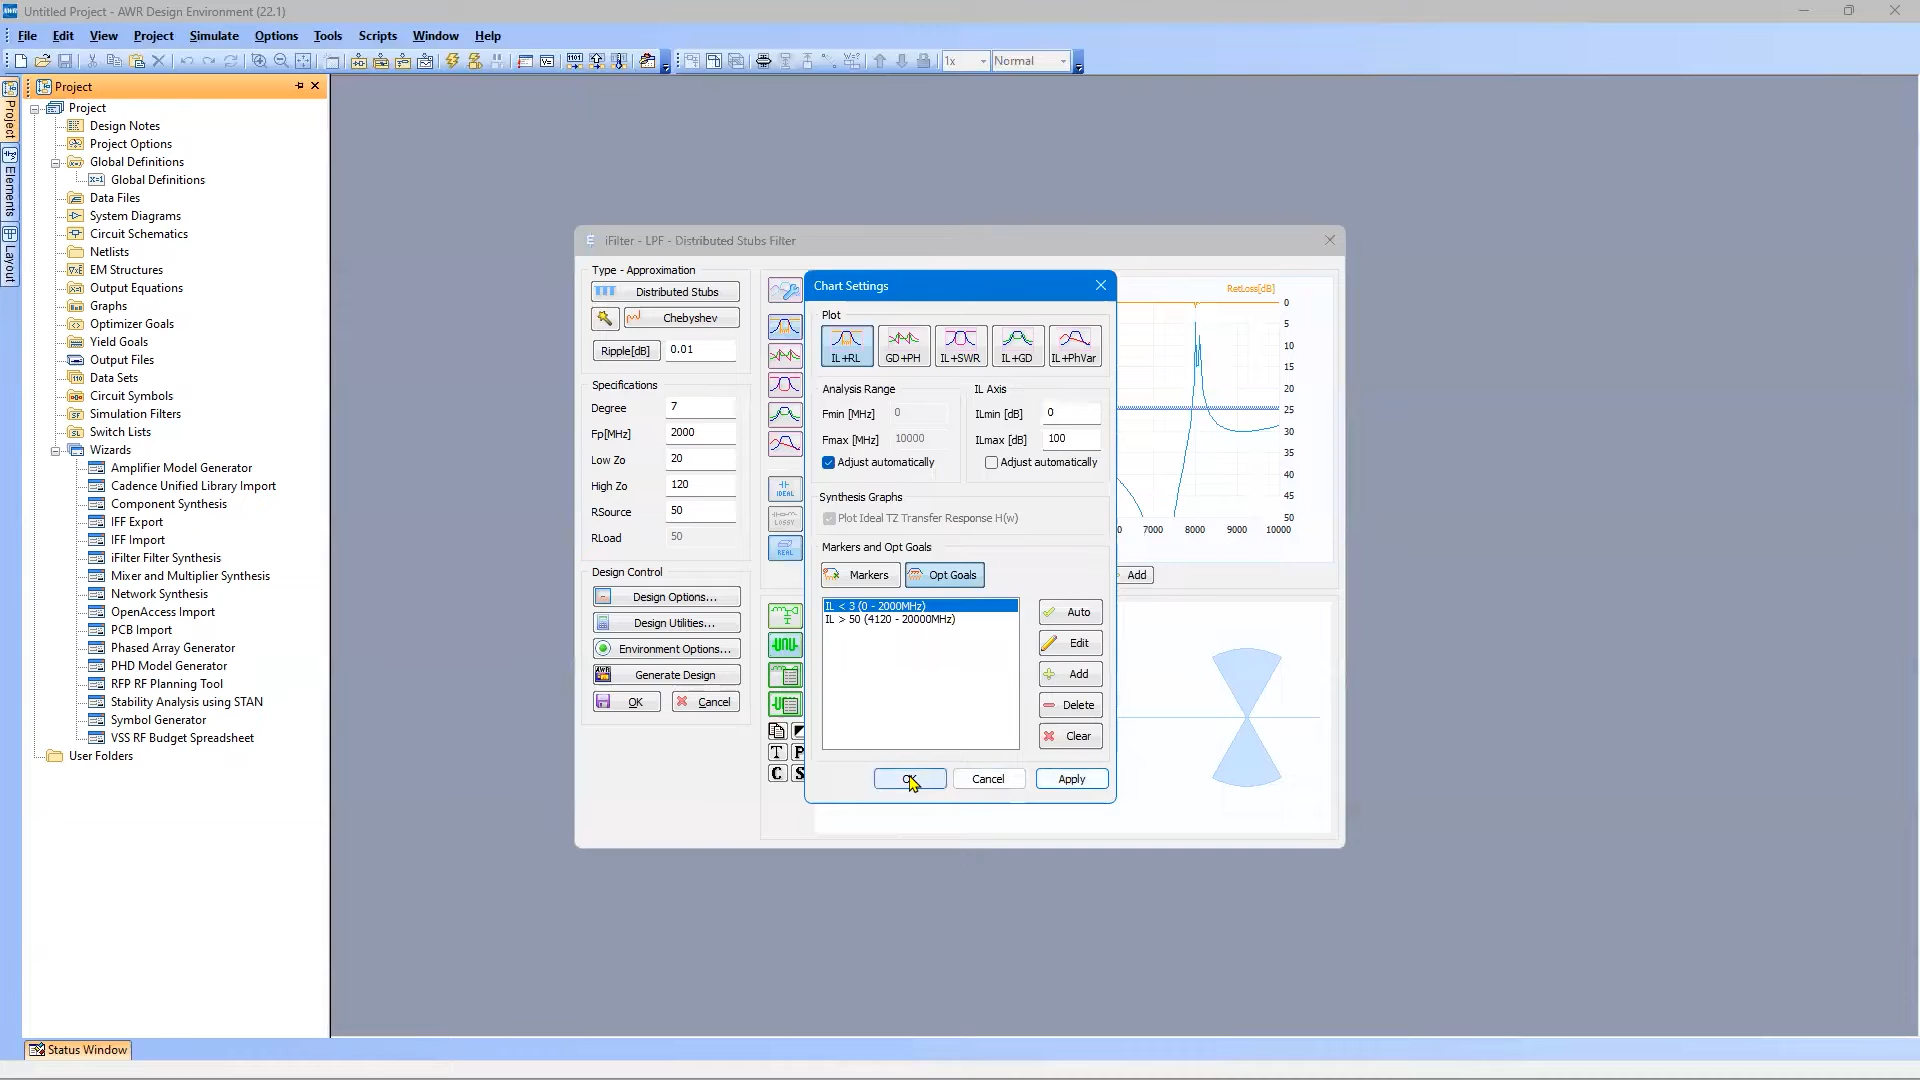 Untitled Project - AWR Design Environment (22.1)
File Edit View Project Simulate Options Tools Scripts Window Help
1x Normal
Project
Project
Elements
Layout
Project
Design Notes
Project Options
Global Definitions
Global Definitions
Data Files
System Diagrams
Circuit Schematics
Netlists
EM Structures
Output Equations
Graphs
Optimizer Goals
Yield Goals
Output Files
Data Sets
Circuit Symbols
Simulation Filters
Switch Lists
Wizards
Amplifier Model Generator
Cadence Unified Library Import
Component Synthesis
IFF Export
IFF Import
iFilter Filter Synthesis
Mixer and Multiplier Synthesis
Network Synthesis
OpenAccess Import
PCB Import
Phased Array Generator
PHD Model Generator
RFP RF Planning Tool
Stability Analysis using STAN
Symbol Generator
VSS RF Budget Spreadsheet
User Folders
Status Window
iFilter - LPF - Distributed Stubs Filter
Type - Approximation
Distributed Stubs
Chebyshev
Ripple[dB] 0.01
Specifications
Degree 7
Fp[MHz] 2000
Low Zo 20
High Zo 120
RSource 50
RLoad 50
Design Control
Design Options...
Design Utilities...
Environment Options...
Generate Design
OK Cancel
IDEAL
LOSSY
REAL
T
C
Chart Settings
Plot
IL+RL GD+PH IL+SWR IL+GD IL+PhVar
Analysis Range
Fmin [MHz] 0
Fmax [MHz] 10000
Adjust automatically
IL Axis
ILmin [dB] 0
ILmax [dB] 100
Adjust automatically
Synthesis Graphs
Plot Ideal TZ Transfer Response H(w)
Markers and Opt Goals
Markers Opt Goals
IL < 3 (0 - 2000MHz)
IL > 50 (4120 - 20000MHz)
Auto
Edit
Add
Delete
Clear
OK Cancel Apply
RetLoss[dB]
0
5
10
15
20
25
30
35
40
45
50
7000 8000 9000 10000
Add